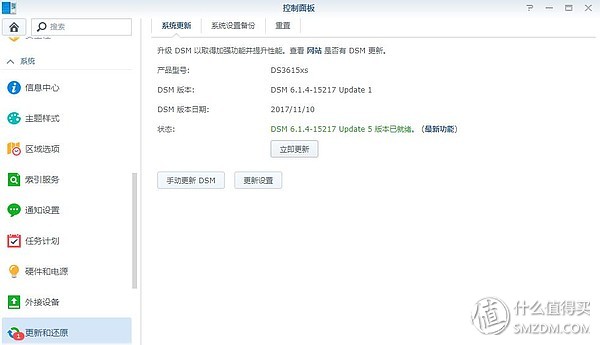 控制面板
搜索
系统
信息中心
主题样式
区域选项
索引服务
通知设置
任务计划
硬件和电源
外接设备
更新和还原
1
系统更新 系统设置备份 重置
升级 DSM 以取得加强功能并提升性能。查看 网站 是否有 DSM 更新。
产品型号: DS3615xs
DSM 版本: DSM 6.1.4-15217 Update 1
DSM 版本日期: 2017/11/10
状态: DSM 6.1.4-15217 Update 5 版本已就绪。 (最新功能)
立即更新
手动更新 DSM 更新设置
值 什么值得买
SMZDM.COM